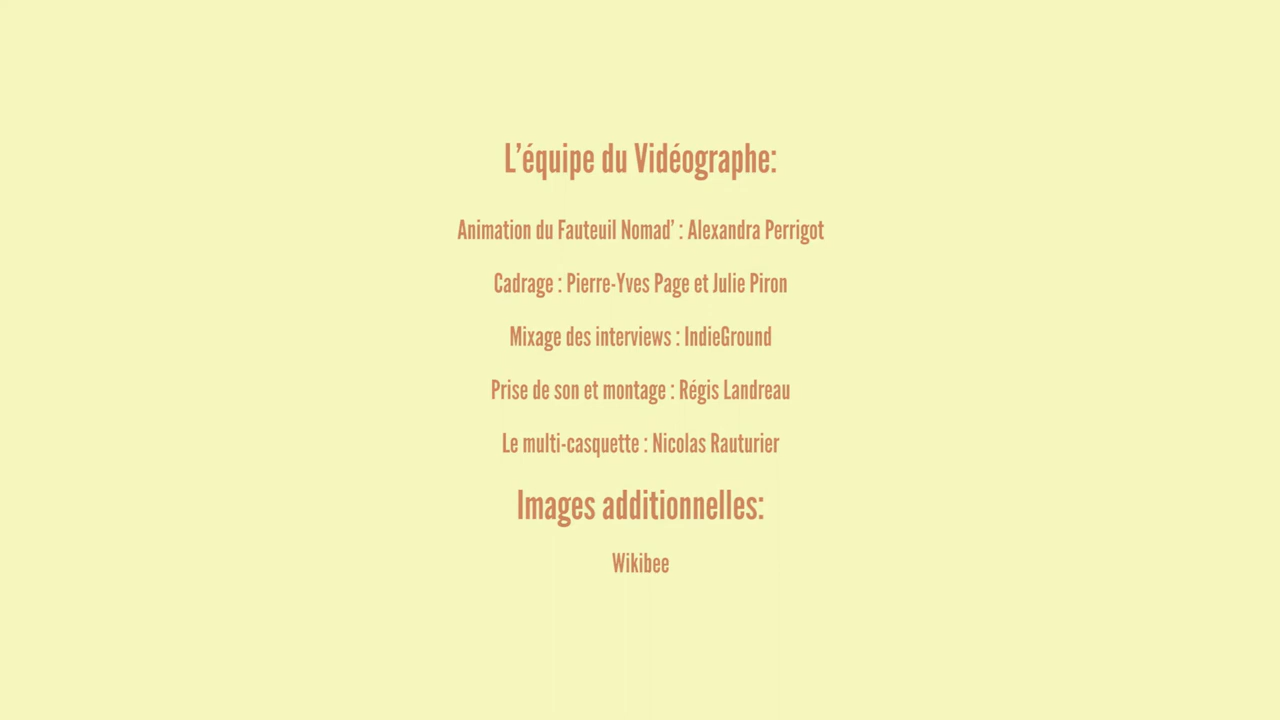 L’équipe du Vidéographe:
Animation du Fauteuil Nomad’ : Alexandra Perrigot
Cadrage : Pierre-Yves Page et Julie Piron
Mixage des interviews : IndieGround
Prise de son et montage : Régis Landreau
Le multi-casquette : Nicolas Rauturier
Images additionnelles:
Wikibee